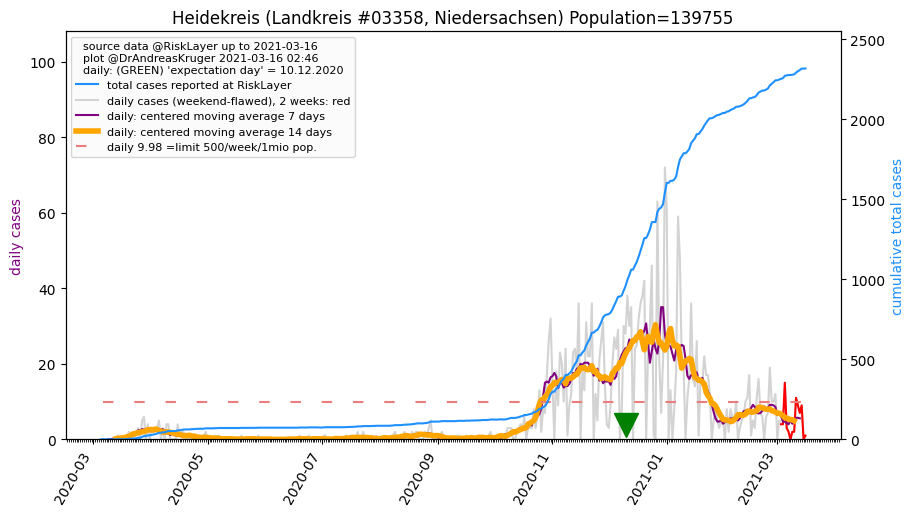 Heidekreis (Landkreis #03358, Niedersachsen) Population=139755
source data @RiskLayer up to 2021-03-16
plot @DrAndreasKruger 2021-03-16 02:46
daily: (GREEN) 'expectation day' = 10.12.2020
total cases reported at RiskLayer
daily cases (weekend-flawed), 2 weeks: red
daily: centered moving average 7 days
daily: centered moving average 14 days
daily 9.98 =limit 500/week/1mio pop.
daily cases
100
80
60
40
20
0
cumulative total cases
2500
2000
1500
1000
500
0
2020-03
2020-05
2020-07
2020-09
2020-11
2021-01
2021-03